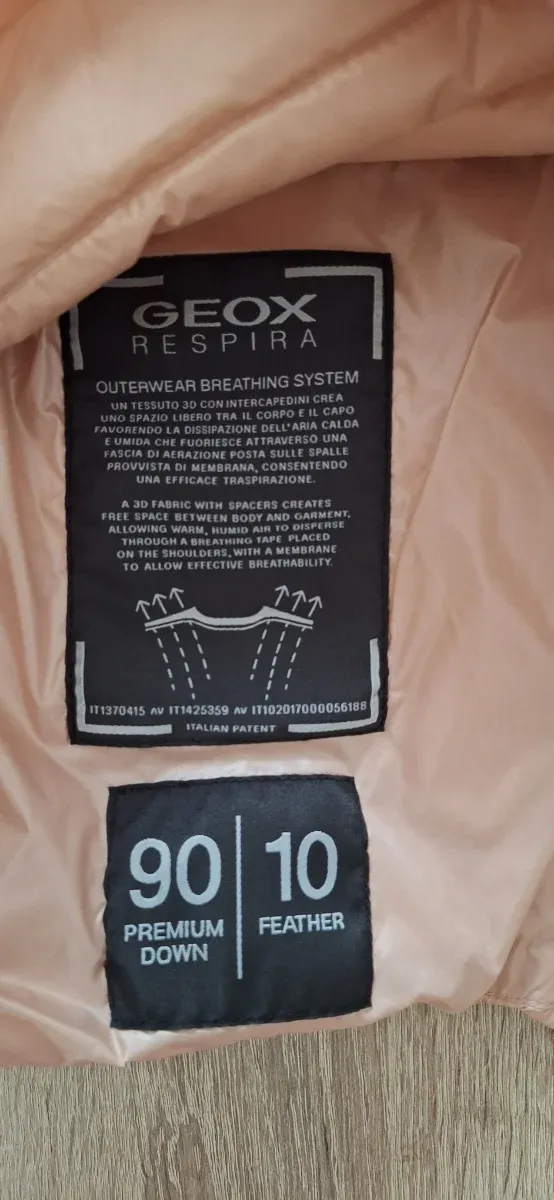 GEOX
RESPIRA
OUTERWEAR BREATHING SYSTEM
UN TESSUTO 3D CON INTERCAPEDINI CREA
UNO SPAZIO LIBERO TRA IL CORPO E IL CAPO
FAVORENDO LA DISSIPAZIONE DELL'ARIA CALDA
E UMIDA CHE FUORIESCE ATTRAVERSO UNA
FASCIA DI AERAZIONE POSTA SULLE SPALLE
PROVVISTA DI MEMBRANA, CONSENTENDO
UNA EFFICACE TRASPIRAZIONE.
A 3D FABRIC WITH SPACERS CREATES
FREE SPACE BETWEEN BODY AND GARMENT,
ALLOWING WARM, HUMID AIR TO DISPERSE
THROUGH A BREATHING TAPE PLACED
ON THE SHOULDERS, WITH A MEMBRANE
TO ALLOW EFFECTIVE BREATHABILITY.
IT1370415 AV IT1425359 AV IT102017000056188
ITALIAN PATENT
90 10
PREMIUM DOWN FEATHER